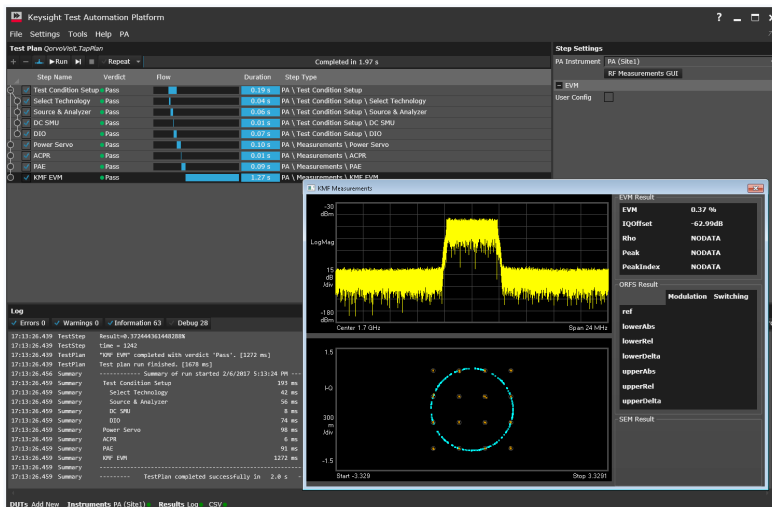 Keysight Test Automation Platform
File Settings Tools Help PA
Test Plan QorvoVisit.TapPlan
Run Repeat Completed in 1.97 s
Step Name Verdict Flow Duration Step Type
Test Condition Setup Pass 0.19 s PA \ Test Condition Setup
Select Technology Pass 0.04 s PA \ Test Condition Setup \ Select Technology
Source & Analyzer Pass 0.06 s PA \ Test Condition Setup \ Source & Analyzer
DC SMU Pass 0.01 s PA \ Test Condition Setup \ DC SMU
DIO Pass 0.07 s PA \ Test Condition Setup \ DIO
Power Servo Pass 0.10 s PA \ Measurements \ Power Servo
ACPR Pass 0.01 s PA \ Measurements \ ACPR
PAE Pass 0.09 s PA \ Measurements \ PAE
KMF EVM Pass 1.27 s PA \ Measurements \ KMF EVM
Step Settings
PA Instrument PA (Site1)
RF Measurements GUI
EVM
User Config
KMF Measurements
-30
dBm
LogMag
15
dB
/div
-180
dBm
Center 1.7 GHz Span 24 MHz
1.5
I-Q
300
m
/div
-1.5
Start -3.329 Stop 3.3291
EVM Result
EVM 0.37 %
IQOffset -62.99dB
Rho NODATA
Peak NODATA
PeakIndex NODATA
ORFS Result
Modulation Switching
ref
lowerAbs
lowerRel
lowerDelta
upperAbs
upperRel
upperDelta
SEM Result
Log
Errors 0 Warnings 0 Information 63 Debug 28
17:13:26.439 TestStep Result=0.372444361448288%
17:13:26.439 TestStep time = 1242
17:13:26.439 TestPlan "KMF EVM" completed with verdict 'Pass'. [1272 ms]
17:13:26.439 TestPlan Test plan run finished. [1678 ms]
17:13:26.456 Summary ----------- Summary of run started 2/6/2017 5:13:24 PM ---
17:13:26.459 Summary Test Condition Setup 193 ms
17:13:26.459 Summary Select Technology 42 ms
17:13:26.459 Summary Source & Analyzer 56 ms
17:13:26.459 Summary DC SMU 8 ms
17:13:26.459 Summary DIO 74 ms
17:13:26.459 Summary Power Servo 98 ms
17:13:26.459 Summary ACPR 6 ms
17:13:26.459 Summary PAE 91 ms
17:13:26.459 Summary KMF EVM 1272 ms
17:13:26.459 Summary ----------------------------------------
17:13:26.459 Summary --------- TestPlan completed successfully in 2.0 s -
DUTs Add New Instruments PA (Site1) Results Log CSV